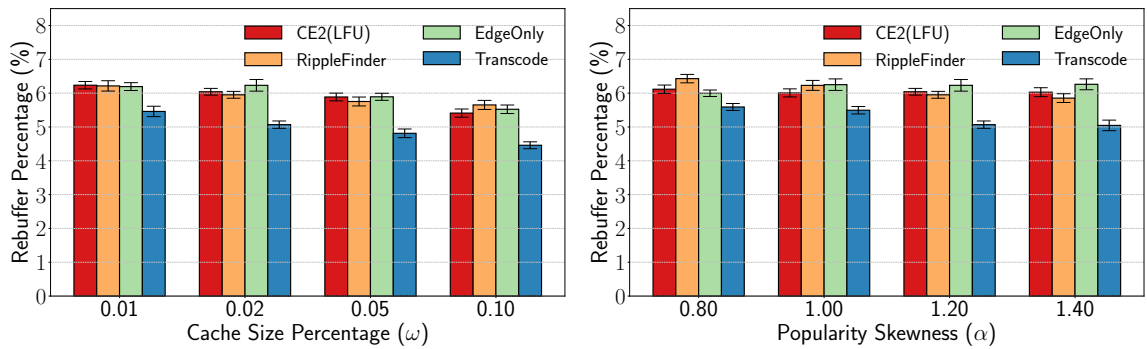 Rebuffer Percentage (%)
8
7
6
5
4
3
2
1
0
CE2(LFU)
RippleFinder
EdgeOnly
Transcode
0.01 0.02 0.05 0.10
Cache Size Percentage (ω)
Rebuffer Percentage (%)
8
7
6
5
4
3
2
1
0
CE2(LFU)
RippleFinder
EdgeOnly
Transcode
0.80 1.00 1.20 1.40
Popularity Skewness (α)